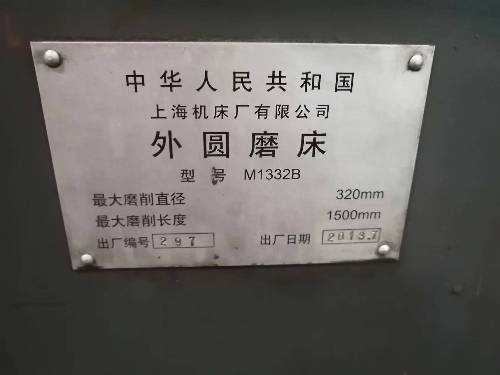 中华人民共和国
上海机床厂有限公司
外圆磨床
型号 M1332B
最大磨削直径 320mm
最大磨削长度 1500mm
出厂编号 297 出厂日期 2013.7